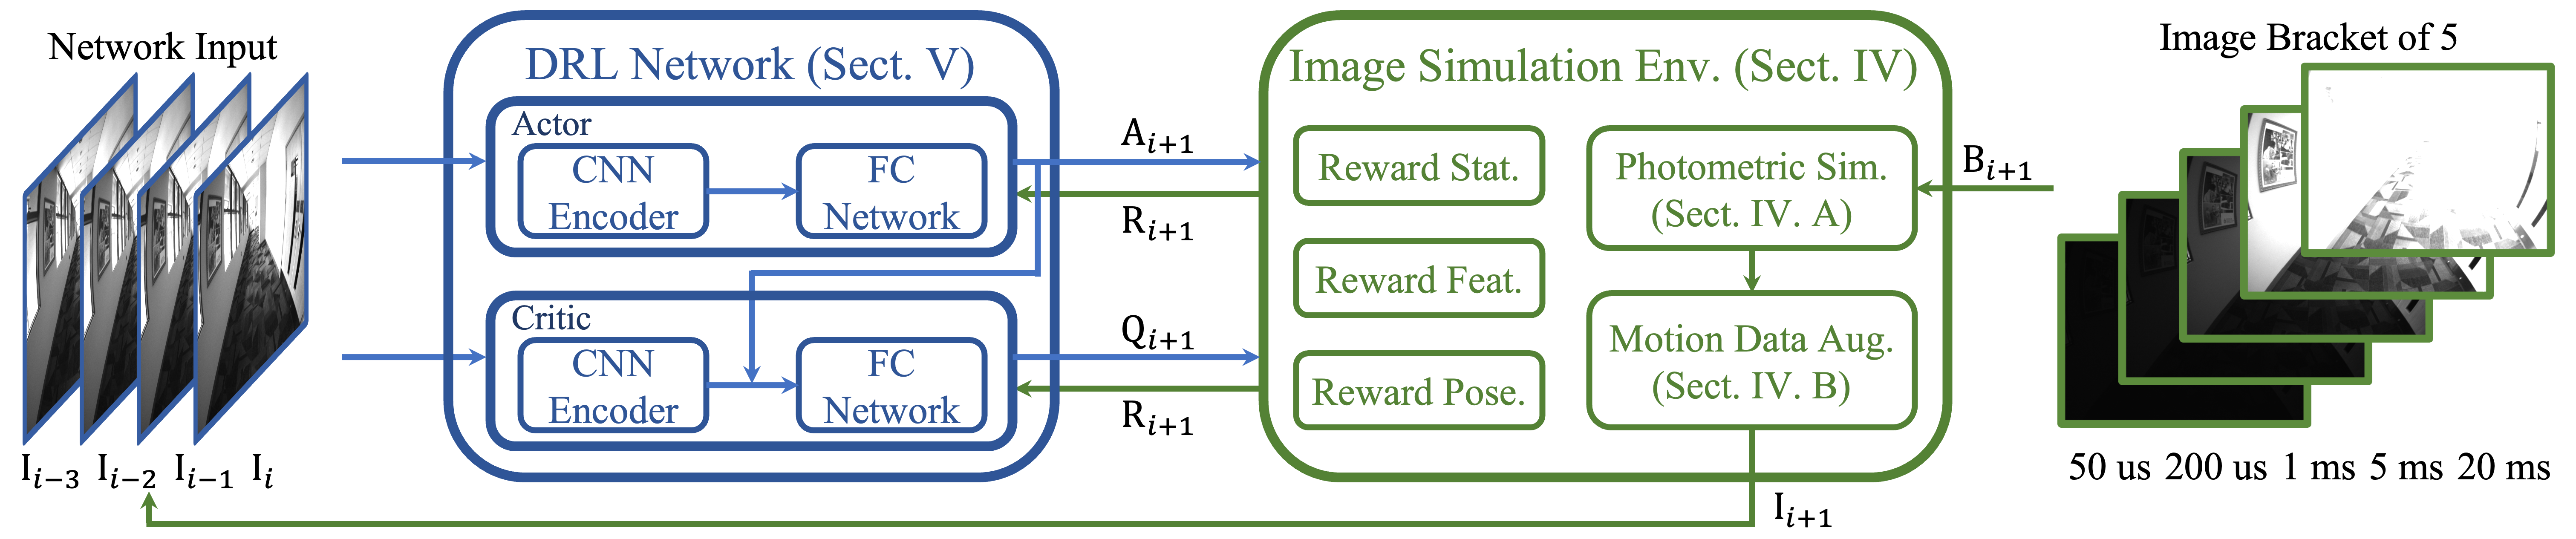 Network Input
I_{i−3} I_{i−2} I_{i−1} I_i
DRL Network (Sect. V)
Actor
CNN
Encoder
FC
Network
Critic
CNN
Encoder
FC
Network
A_{i+1}
R_{i+1}
Q_{i+1}
R_{i+1}
Image Simulation Env. (Sect. IV)
Reward Stat.
Reward Feat.
Reward Pose.
Photometric Sim.
(Sect. IV. A)
Motion Data Aug.
(Sect. IV. B)
I_{i+1}
B_{i+1}
Image Bracket of 5
50 us 200 us 1 ms 5 ms 20 ms